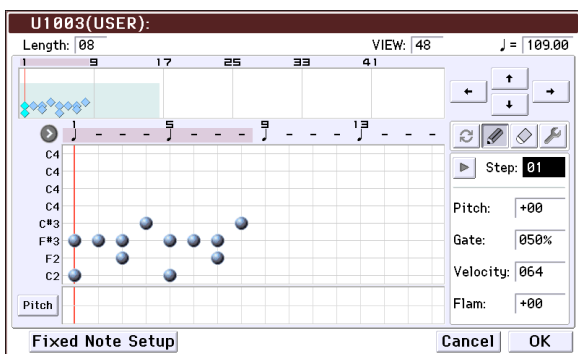 U1003(USER):
Length: 08 VIEW: 48 ♩= 109.00
1 9 17 25 33 41
1 5 9 13
C4
C4
C4
C4
C#3
F#3
F2
C2
Pitch
Step: 01
Pitch: +00
Gate: 050%
Velocity: 064
Flam: +00
Fixed Note Setup Cancel OK